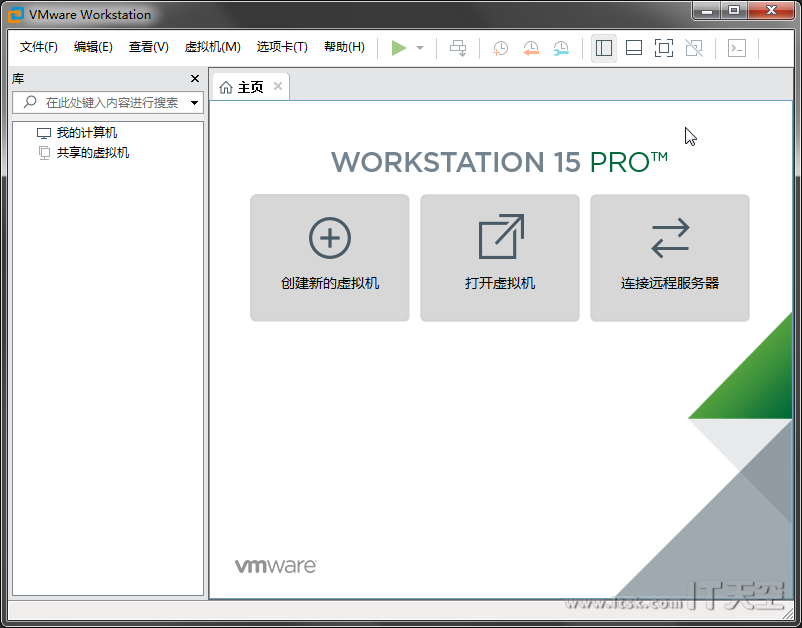 VMware Workstation
文件(F) 编辑(E) 查看(V) 虚拟机(M) 选项卡(T) 帮助(H)
库
主页
在此处键入内容进行搜索
我的计算机
共享的虚拟机
WORKSTATION 15 PRO™
创建新的虚拟机
打开虚拟机
连接远程服务器
vmware
www.itsk.com IT天空